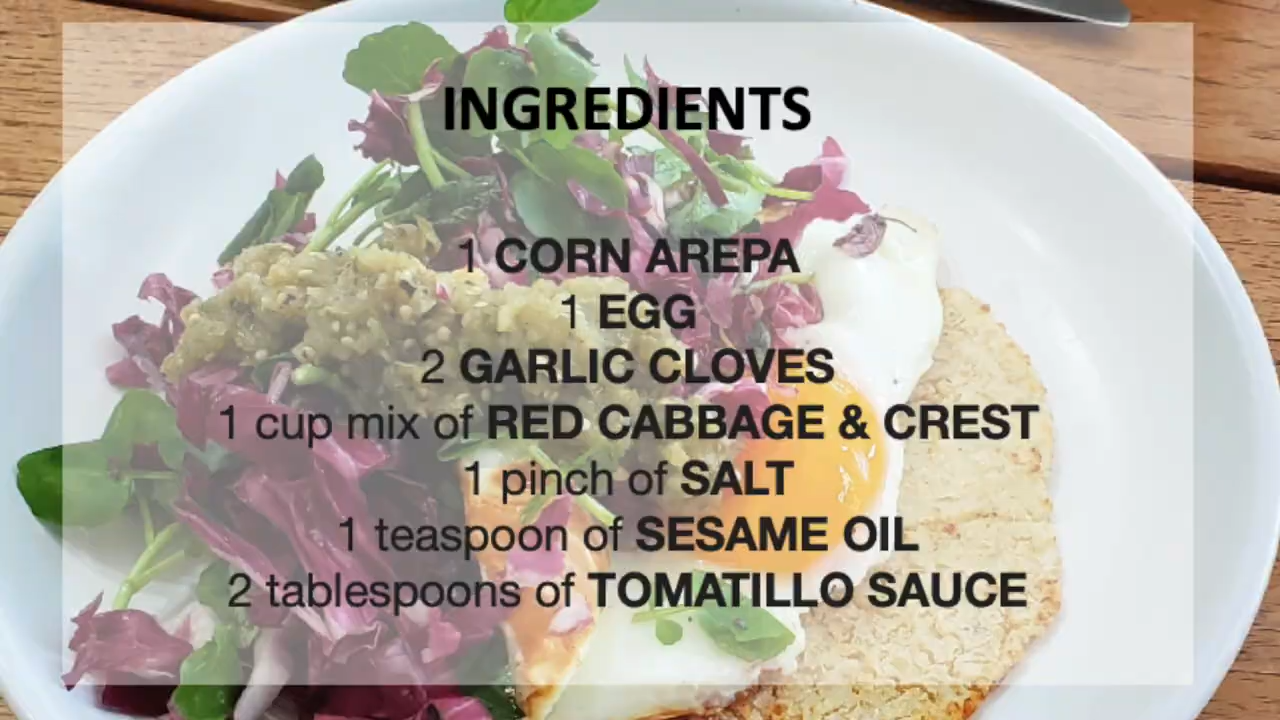 INGREDIENTS
1 CORN AREPA
1 EGG
2 GARLIC CLOVES
1 cup mix of RED CABBAGE & CREST
1 pinch of SALT
1 teaspoon of SESAME OIL
2 tablespoons of TOMATILLO SAUCE